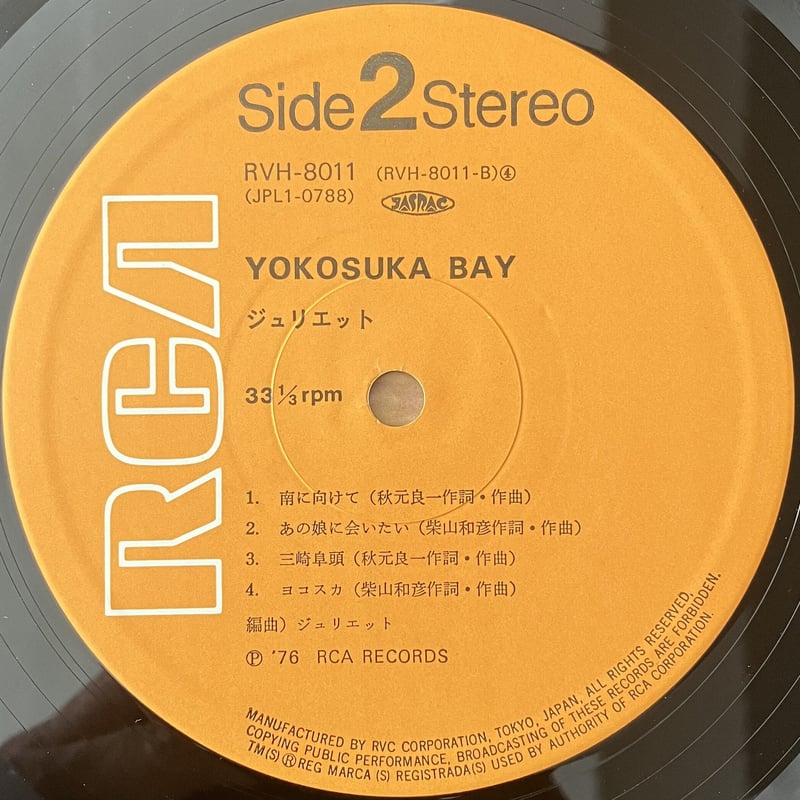 Side 2 Stereo
RVH-8011 (RVH-8011-B)④
(JPL1-0788) JASRAC
RCA
YOKOSUKA BAY
ジュリエット
33 1/3 rpm
1. 南に向けて（秋元良一作詞・作曲）
2. あの娘に会いたい（柴山和彦作詞・作曲）
3. 三崎阜頭（秋元良一作詞・作曲）
4. ヨコスカ（柴山和彦作詞・作曲）
編曲）ジュリエット
Ⓟ '76 RCA RECORDS
MANUFACTURED BY RVC CORPORATION, TOKYO, JAPAN, ALL RIGHTS RESERVED.
COPYING PUBLIC PERFORMANCE, BROADCASTING OF THESE RECORDS ARE FORBIDDEN.
TM(S) ® REG MARCA (S) REGISTRADA(S) USED BY AUTHORITY OF RCA CORPORATION.